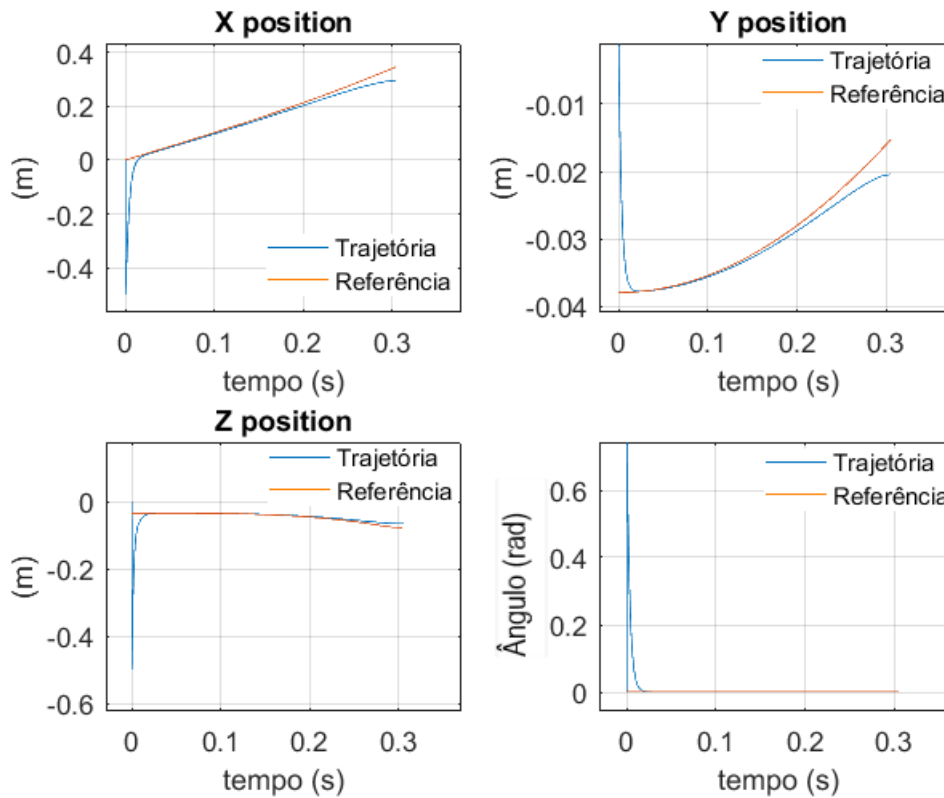 X position
0.4
0.2
0
-0.2
-0.4
(m)
Trajetória
Referência
0 0.1 0.2 0.3
tempo (s)
Y position
-0.01
-0.02
-0.03
-0.04
(m)
Trajetória
Referência
0 0.1 0.2 0.3
tempo (s)
Z position
0
-0.2
-0.4
-0.6
(m)
Trajetória
Referência
0 0.1 0.2 0.3
tempo (s)
0.6
0.4
0.2
0
Ângulo (rad)
Trajetória
Referência
0 0.1 0.2 0.3
tempo (s)